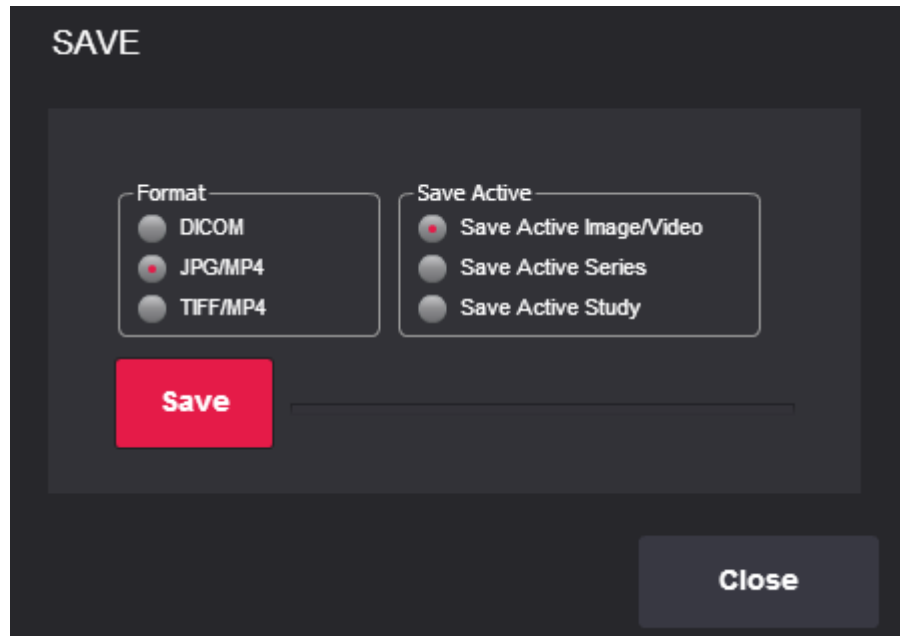 SAVE
Format
DICOM
JPG/MP4
TIFF/MP4
Save Active
Save Active Image/Video
Save Active Series
Save Active Study
Save
Close